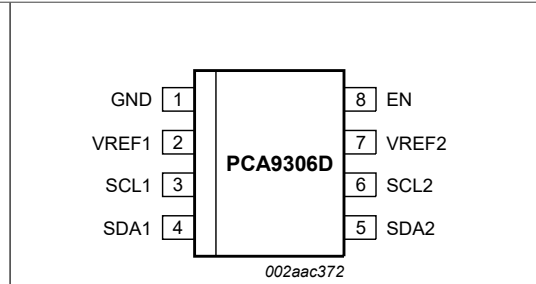 GND 1 8 EN
VREF1 2 7 VREF2
PCA9306D
SCL1 3 6 SCL2
SDA1 4 5 SDA2
002aac372